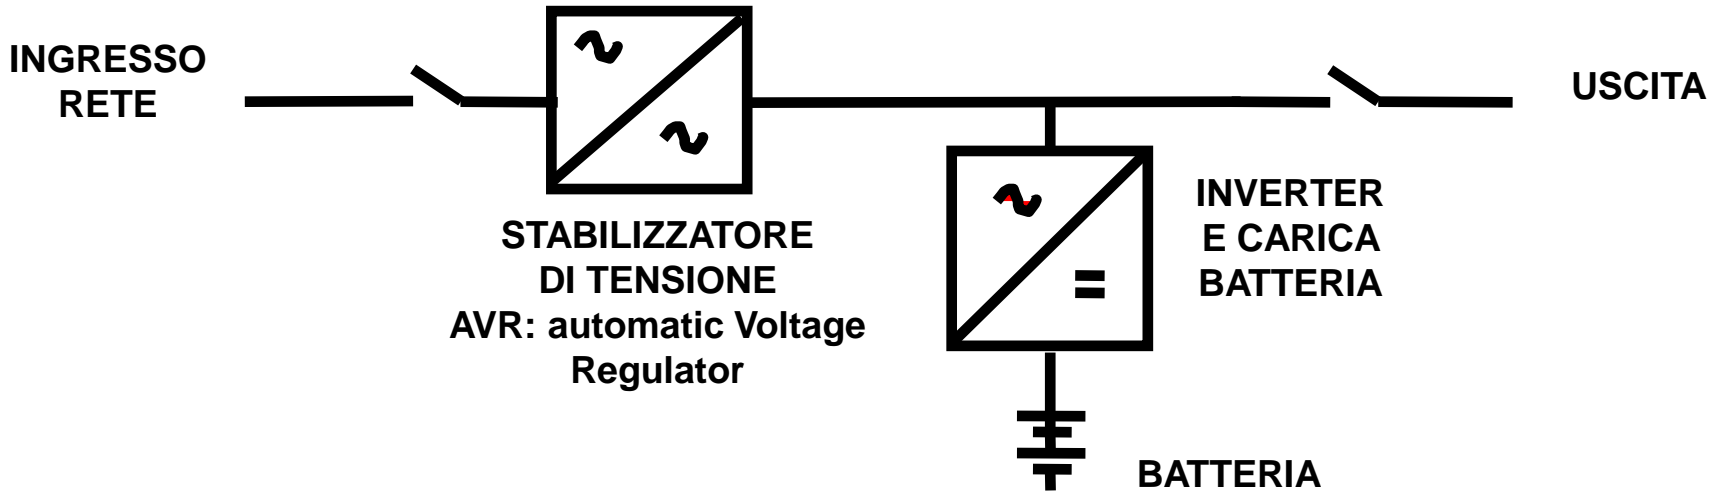 INGRESSO
RETE
USCITA
STABILIZZATORE
DI TENSIONE
AVR: automatic Voltage
Regulator
INVERTER
E CARICA
BATTERIA
BATTERIA